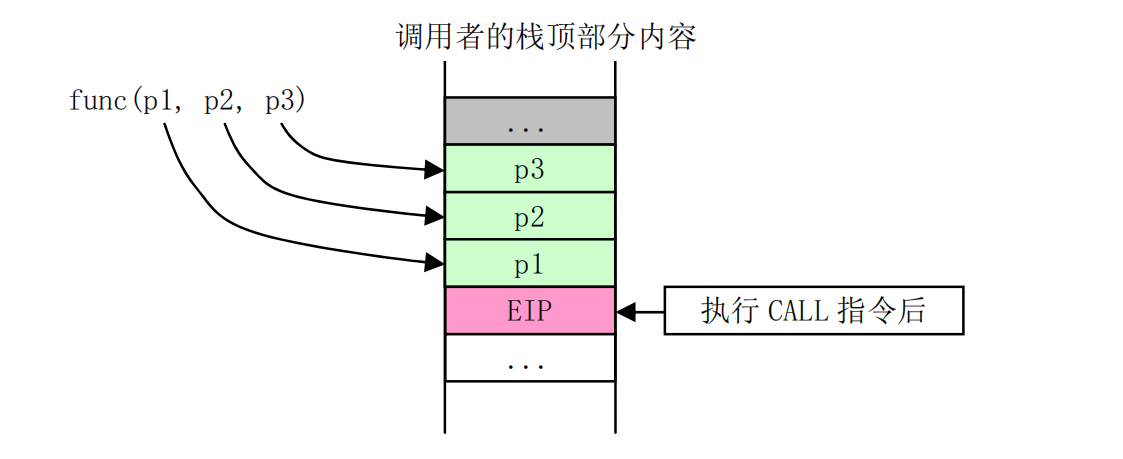 调用者的栈顶部分内容
func(p1, p2, p3)
...
p3
p2
p1
EIP
执行 CALL 指令后
...